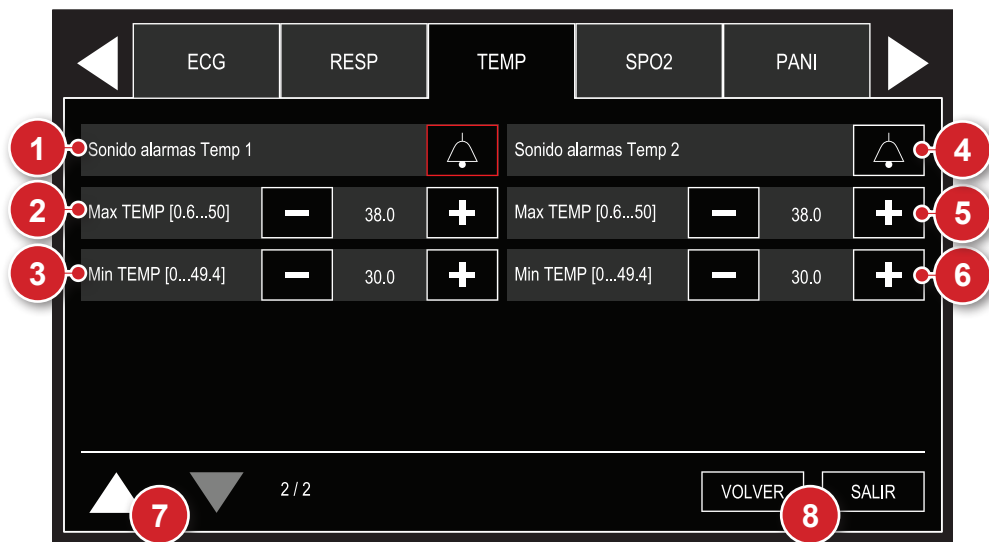 ECG RESP TEMP SPO2 PANI
1 Sonido alarmas Temp 1 Sonido alarmas Temp 2 4
2 Max TEMP [0.6...50] − 38.0 + Max TEMP [0.6...50] − 38.0 + 5
3 Min TEMP [0...49.4] − 30.0 + Min TEMP [0...49.4] − 30.0 + 6
7 2 / 2 VOLVER 8 SALIR